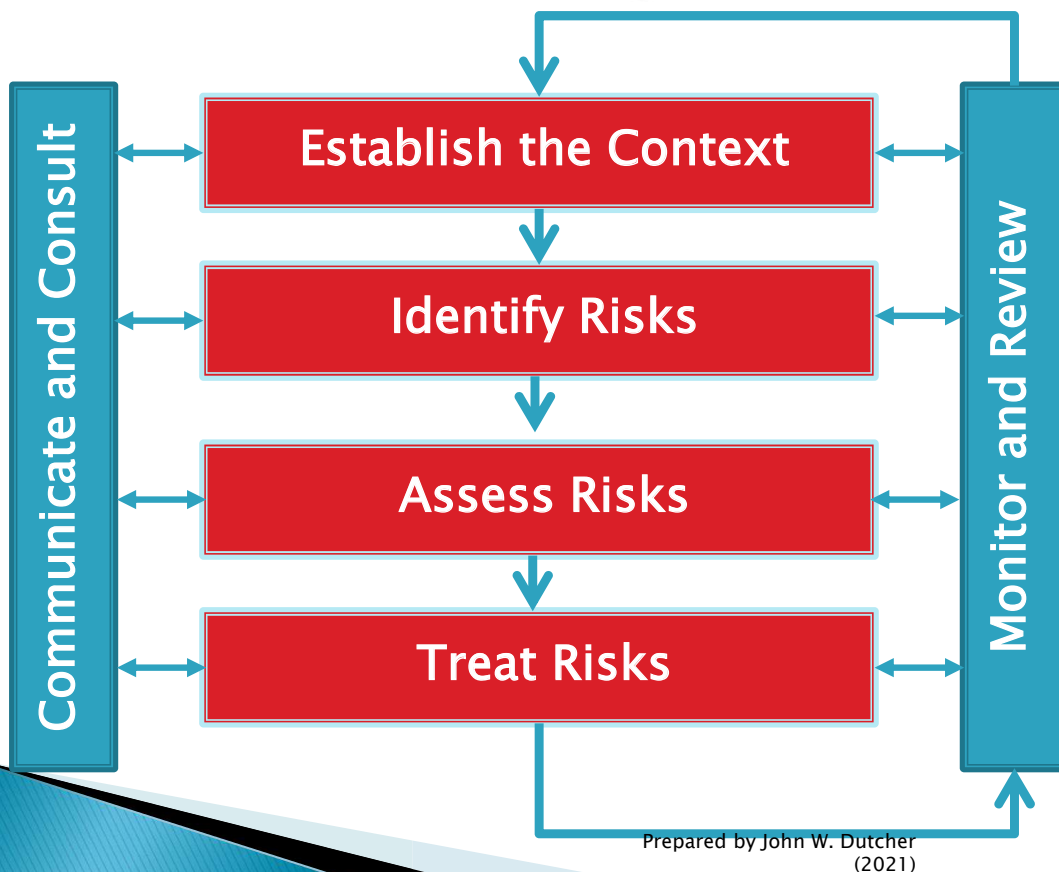 Communicate and Consult
Establish the Context
Identify Risks
Assess Risks
Treat Risks
Monitor and Review
Prepared by John W. Dutcher
(2021)